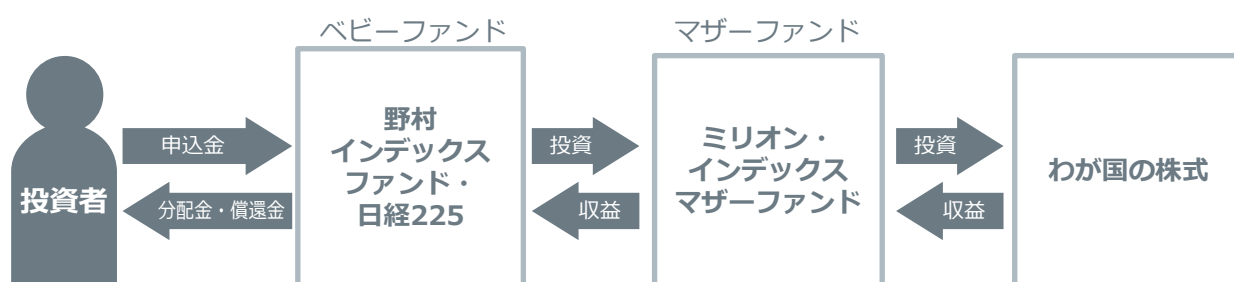 ベビーファンド
マザーファンド
投資者
申込金
分配金・償還金
野村
インデックス
ファンド・
日経225
投資
収益
ミリオン・
インデックス
マザーファンド
投資
収益
わが国の株式